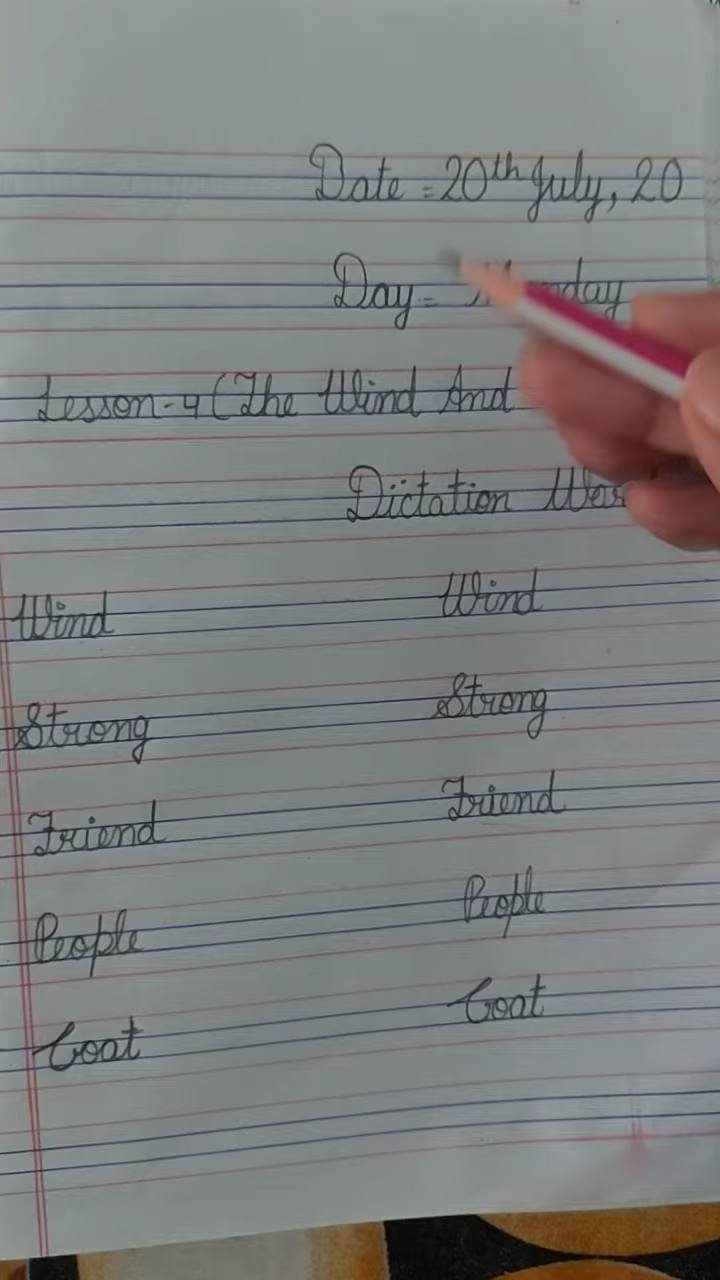 Date = 20th July, 20
Day = Monday
Lesson-4 (The Wind And
Dictation
Wind Wind
Strong Strong
Friend Friend
People People
Coat Coat